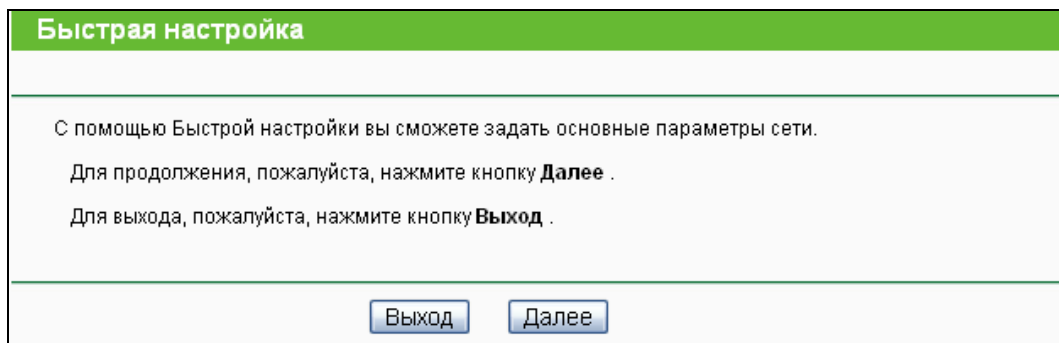 Быстрая настройка
С помощью Быстрой настройки вы сможете задать основные параметры сети.
Для продолжения, пожалуйста, нажмите кнопку Далее .
Для выхода, пожалуйста, нажмите кнопку Выход .
Выход Далее